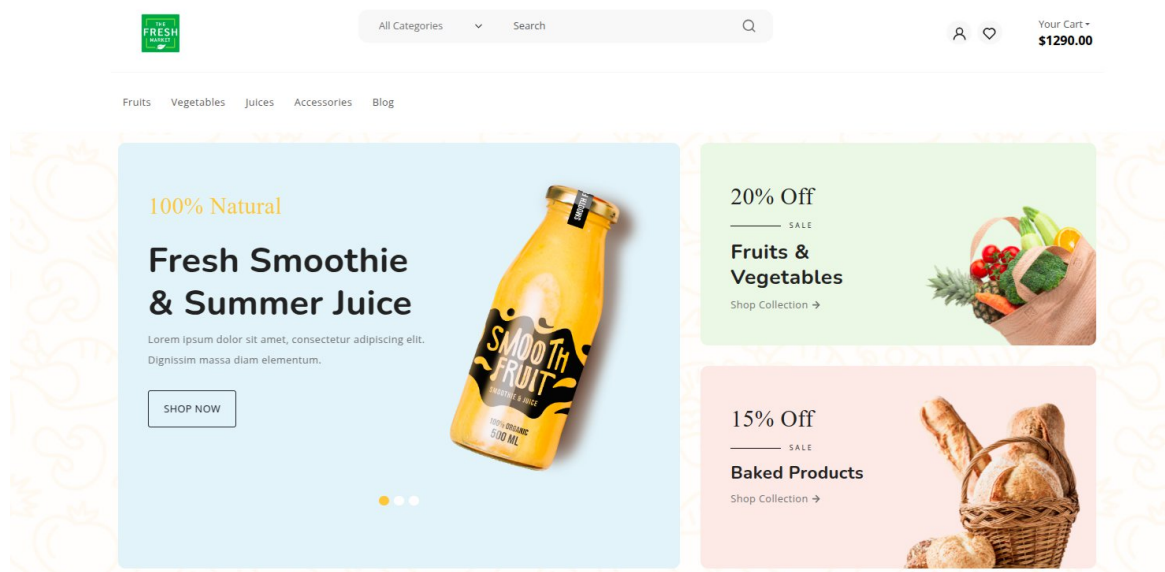 THE
FRESH
MARKET
All Categories
Search
Your Cart
$1290.00
Fruits
Vegetables
Juices
Accessories
Blog
100% Natural
Fresh Smoothie
& Summer Juice
Lorem ipsum dolor sit amet, consectetur adipiscing elit.
Dignissim massa diam elementum.
SHOP NOW
SMOOTH F
SMOOTH
FRUIT
SMOOTHIE & JUICE
100% ORGANIC
500 ML
20% Off
SALE
Fruits &
Vegetables
Shop Collection →
15% Off
SALE
Baked Products
Shop Collection →